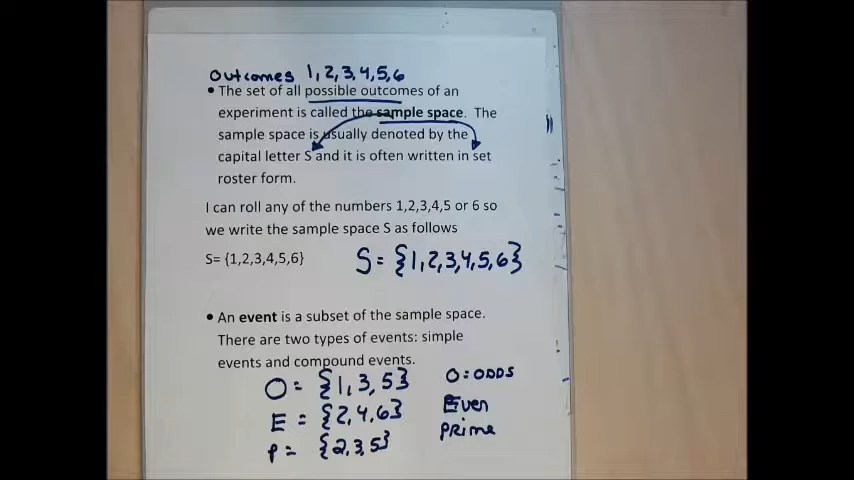 Outcomes 1,2,3,4,5,6
• The set of all possible outcomes of an
experiment is called the sample space. The
sample space is usually denoted by the
capital letter S and it is often written in set
roster form.
I can roll any of the numbers 1,2,3,4,5 or 6 so
we write the sample space S as follows
S= {1,2,3,4,5,6} S = {1,2,3,4,5,6}
• An event is a subset of the sample space.
There are two types of events: simple
events and compound events.
O = {1,3,5} O: ODDS
E = {2,4,6} Even
P = {2,3,5} Prime